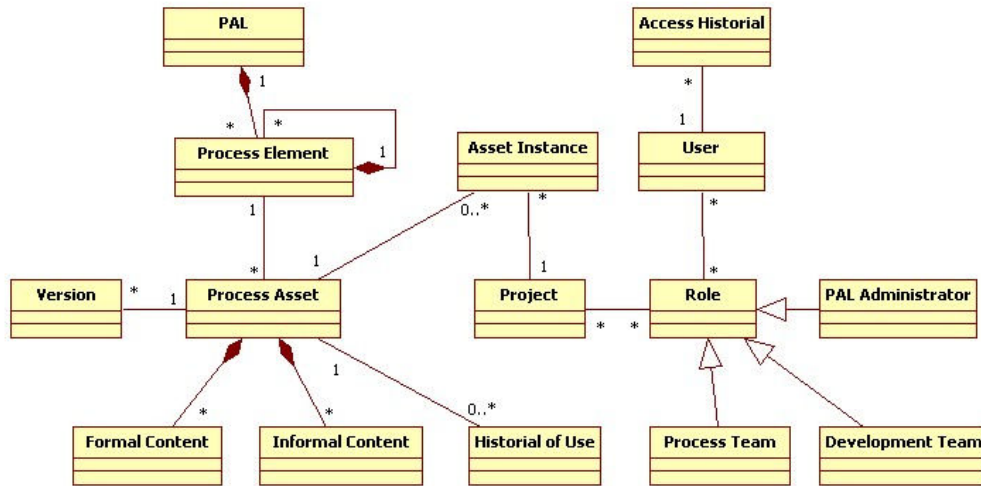 PAL
Access Historial
1
*
*
*
1
Process Element
1
Asset Instance
User
1
0..*
*
*
*
1
1
*
Version
*
1
Process Asset
Project
*
*
Role
PAL Administrator
1
*
*
0..*
Formal Content
Informal Content
Historial of Use
Process Team
Development Team